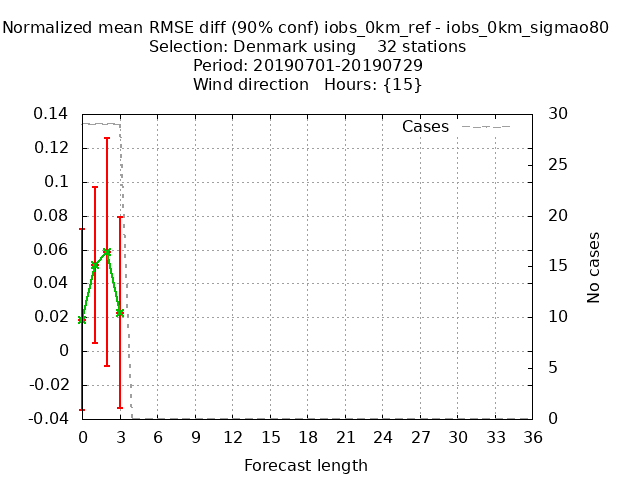 Normalized mean RMSE diff (90% conf) iobs_0km_ref - iobs_0km_sigmao80
Selection: Denmark using    32 stations
Period: 20190701-20190729
Wind direction   Hours: {15}
Cases
0.14
0.12
0.1
0.08
0.06
0.04
0.02
0
-0.02
-0.04
30
25
20
15
10
5
0
No cases
0 3 6 9 12 15 18 21 24 27 30 33 36
Forecast length